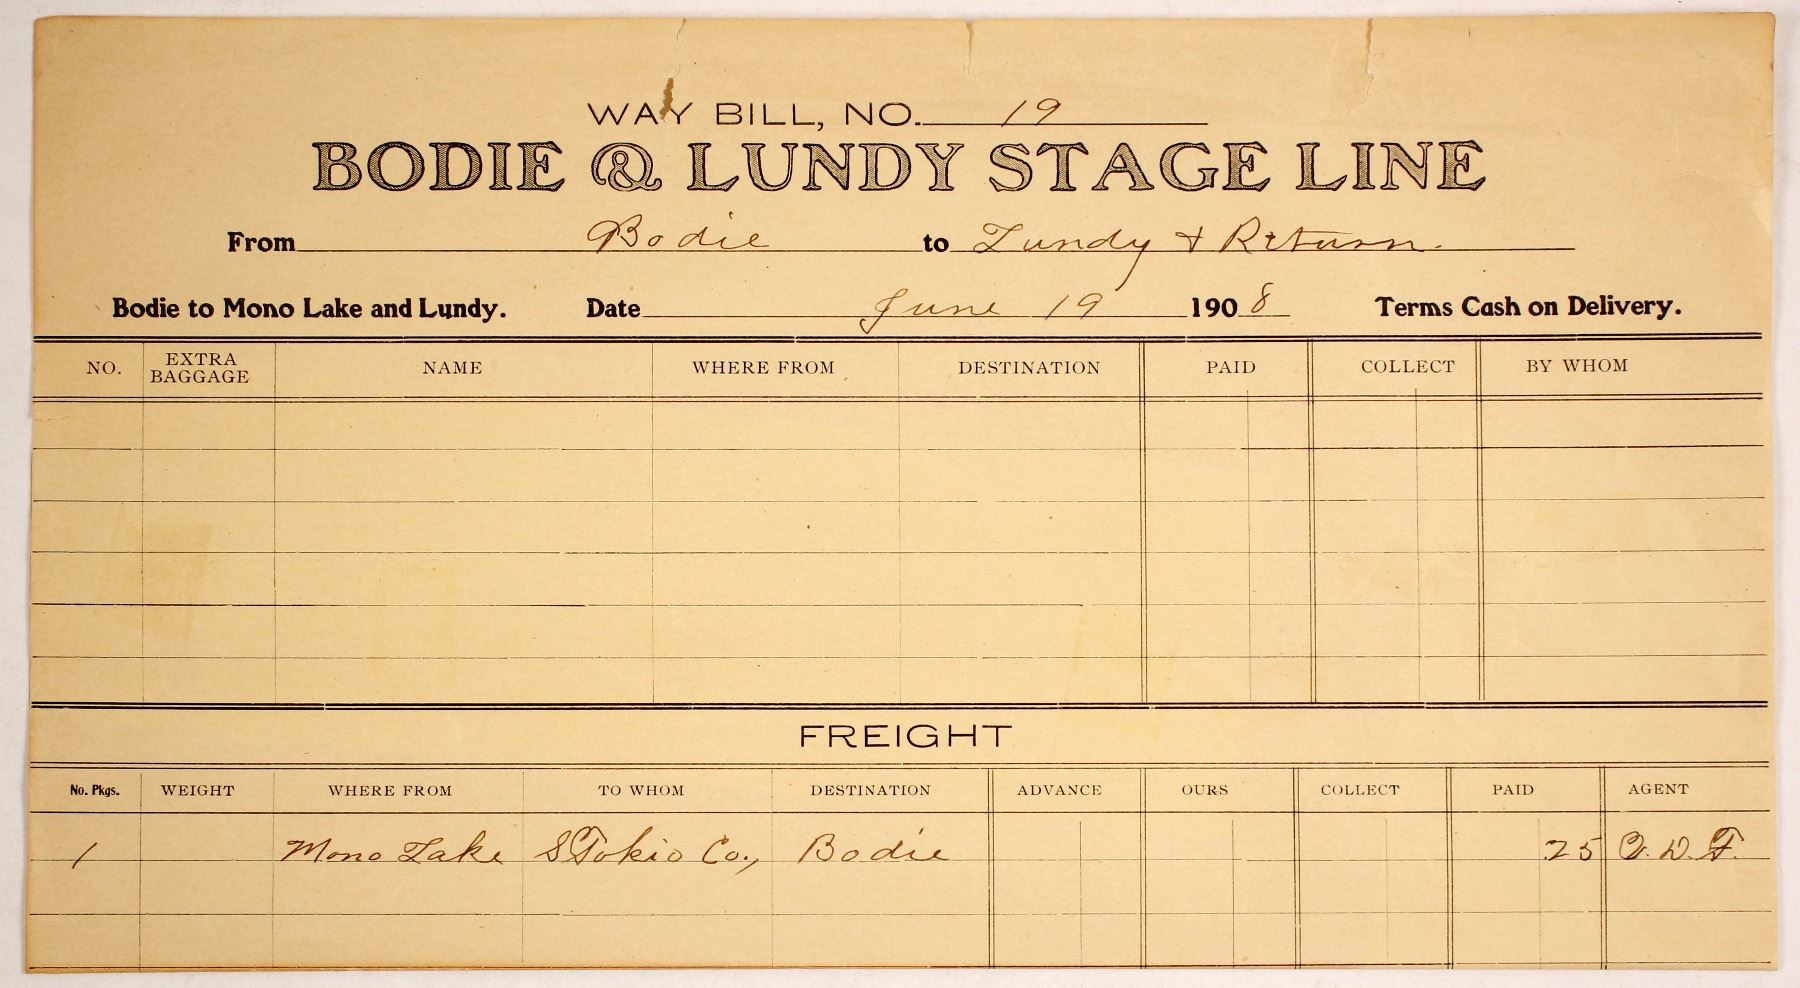 WAY BILL, NO. 19
BODIE & LUNDY STAGE LINE
From Bodie to Lundy & Return.
Bodie to Mono Lake and Lundy. Date June 19 1908 Terms Cash on Delivery.
NO. EXTRA BAGGAGE NAME WHERE FROM DESTINATION PAID COLLECT BY WHOM
FREIGHT
No. Pkgs. WEIGHT WHERE FROM TO WHOM DESTINATION ADVANCE OURS COLLECT PAID AGENT
1 Mono Lake Tokio Co., Bodie .25